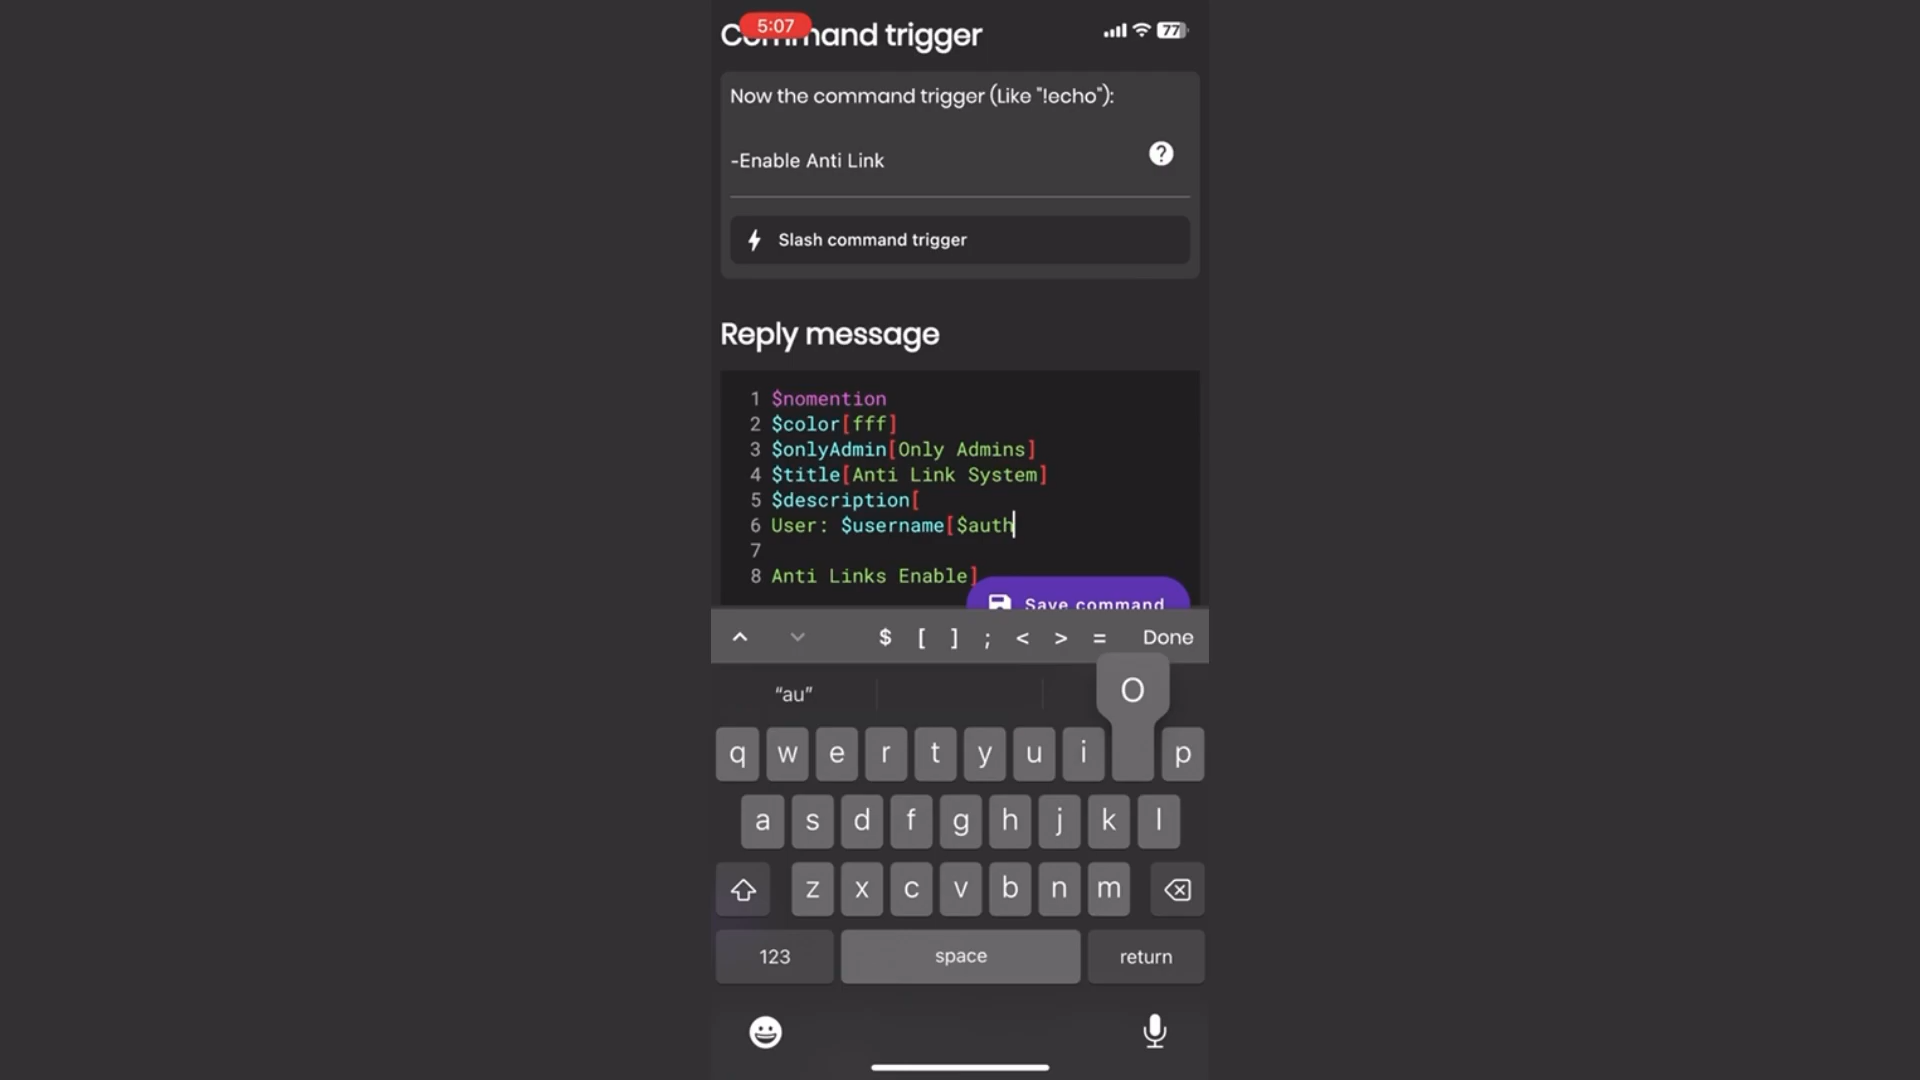 5:07
Command trigger
77
Now the command trigger (Like "!echo"):
-Enable Anti Link
?
Slash command trigger
Reply message
1 $nomention
2 $color[fff]
3 $onlyAdmin[Only Admins]
4 $title[Anti Link System]
5 $description[
6 User: $username[$auth
7
8 Anti Links Enable]
Save command
$ [ ] ; < > = Done
“au”
O
q w e r t y u i p
a s d f g h j k l
z x c v b n m
123 space return